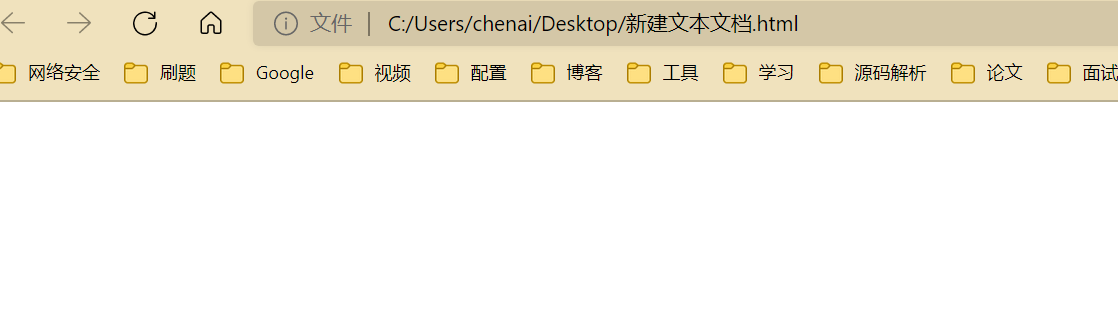 文件 | C:/Users/chenai/Desktop/新建文本文档.html
网络安全 刷题 Google 视频 配置 博客 工具 学习 源码解析 论文 面试